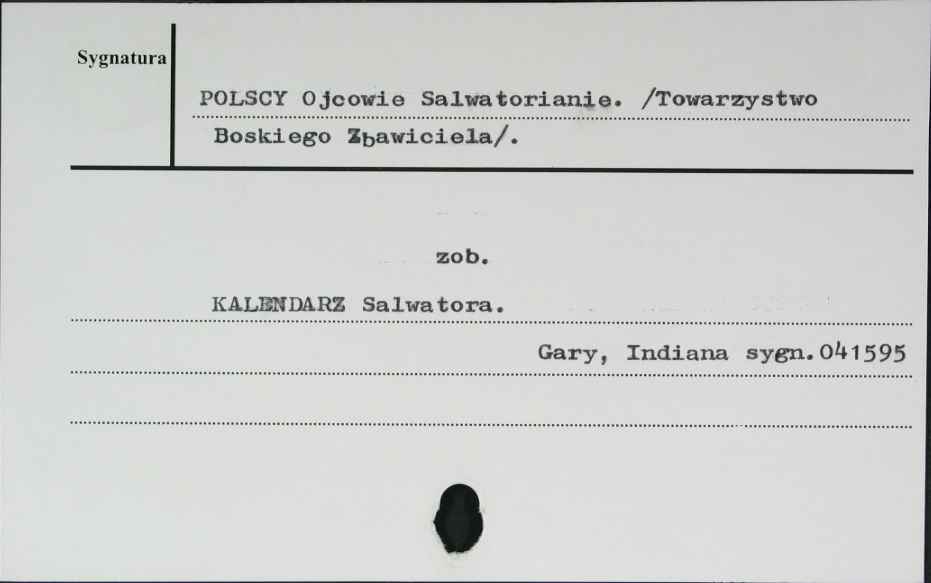 Sygnatura
POLSCY Ojcowie Salwatorianie. /Towarzystwo
Boskiego Zbawiciela/.
zob.
KALENDARZ Salwatora.
Gary, Indiana sygn.041595